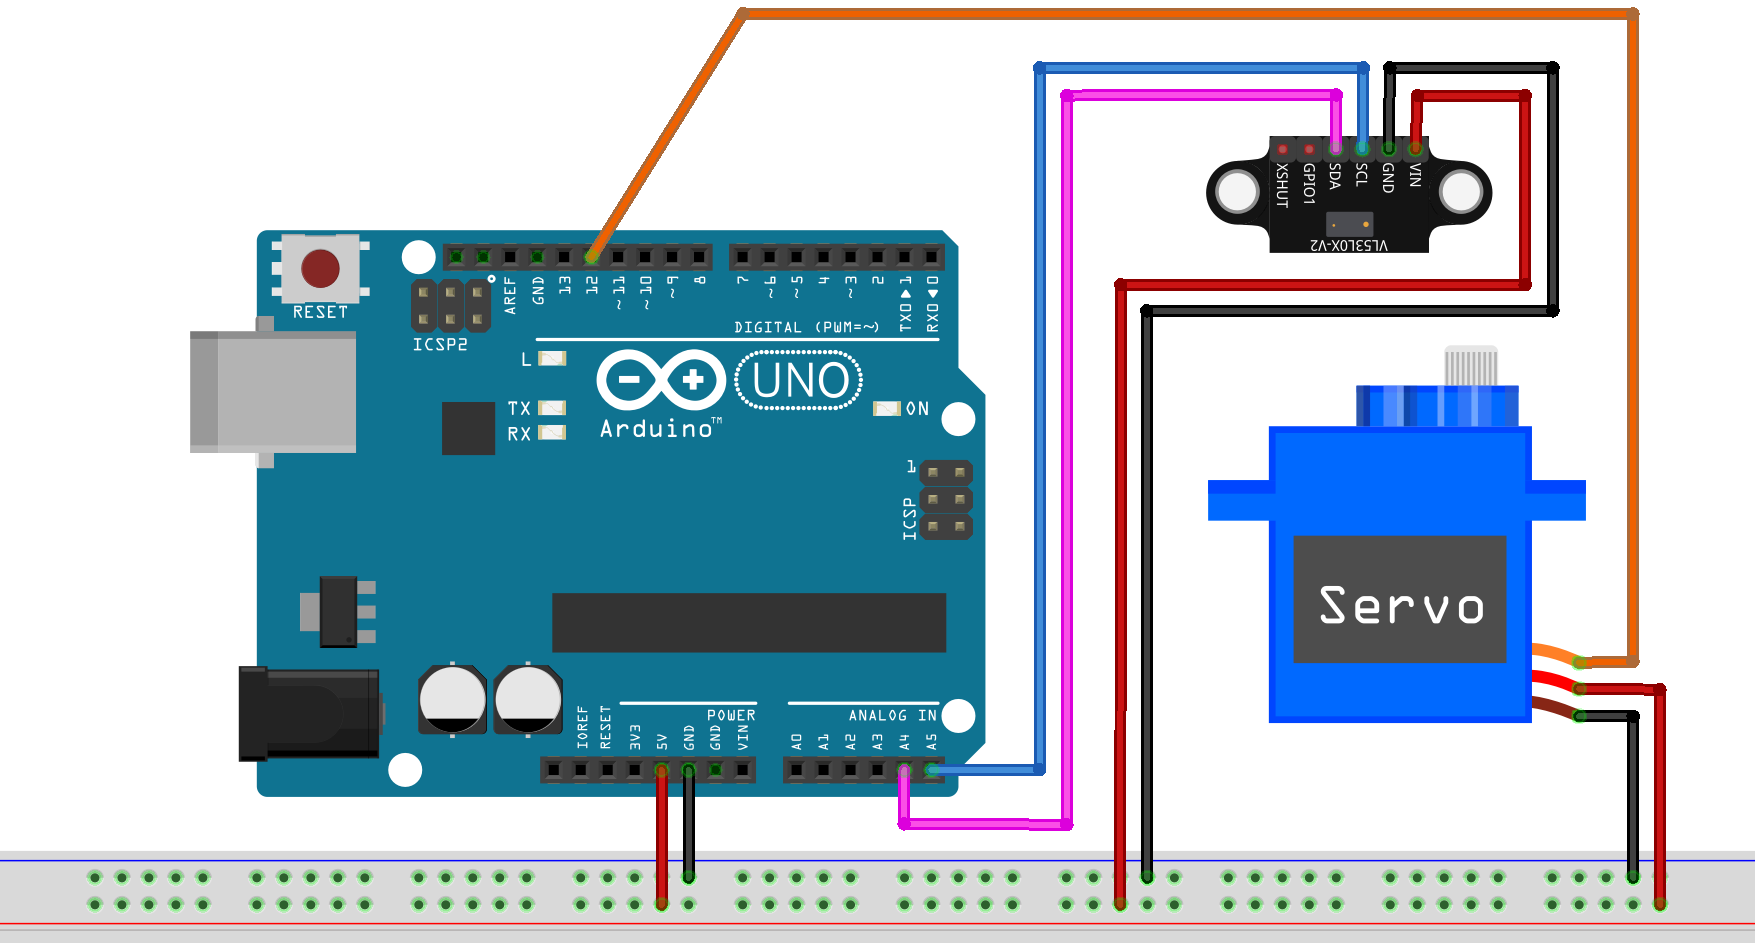 RESET
ICSP2
AREF
GND
13
12
~11
~10
~9
8
7
~6
~5
4
~3
2
TX0▶1
RX0◀0
DIGITAL (PWM=~)
L
TX
RX
UNO
Arduino™
ON
1
ICSP
POWER
ANALOG IN
IOREF
RESET
3V3
5V
GND
GND
VIN
A0
A1
A2
A3
A4
A5
XSHUT
GPIO1
SDA
SCL
GND
VIN
VL53L0X-V2
Servo